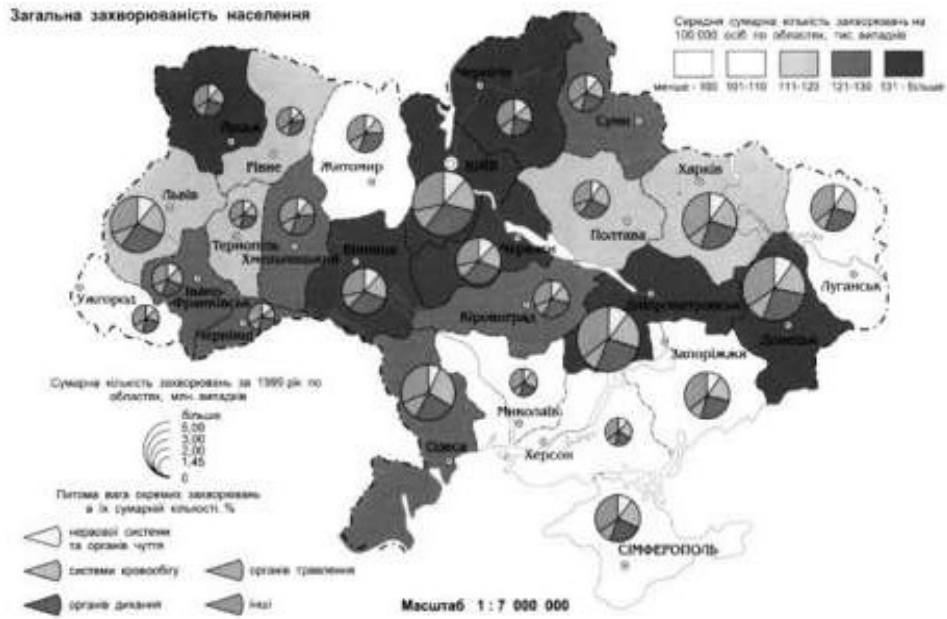 Загальна захворюваність населення
Середня сумарна кількість захворювань на
100 000 осіб по областях, тис. випадків
менше - 100 101-110 111-120 121-130 131 - більше
Чернігів
Суми
Луцьк
Рівне
Житомир
Київ
Харків
Львів
Полтава
Тернопіль
Хмельницький
Вінниця
Черкаси
Луганськ
Ужгород
Івано-
Франківськ
Кіровоград
Дніпропетровськ
Донецьк
Чернівці
Запоріжжя
Сумарна кількість захворювань за 1999 рік по
областях, млн. випадків
більше
5,00
3,00
2,00
1,45
0
Миколаїв
Одеса
Херсон
Питома вага окремих захворювань
в їх сумарній кількості, %
нервової системи
та органів чуття
системи кровообігу
органів травлення
органів дихання
інші
СІМФЕРОПОЛЬ
Масштаб 1 : 7 000 000